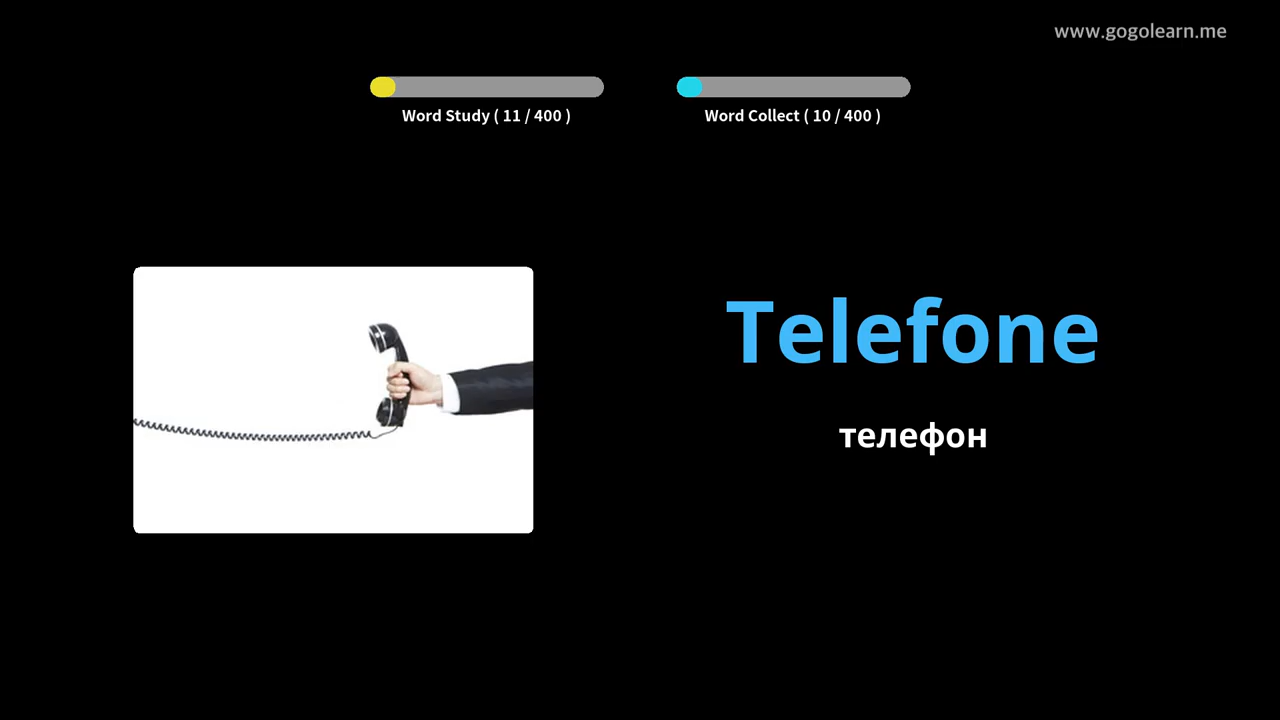 www.gogolearn.me
Word Study ( 11 / 400 )
Word Collect ( 10 / 400 )
Telefone
телефон